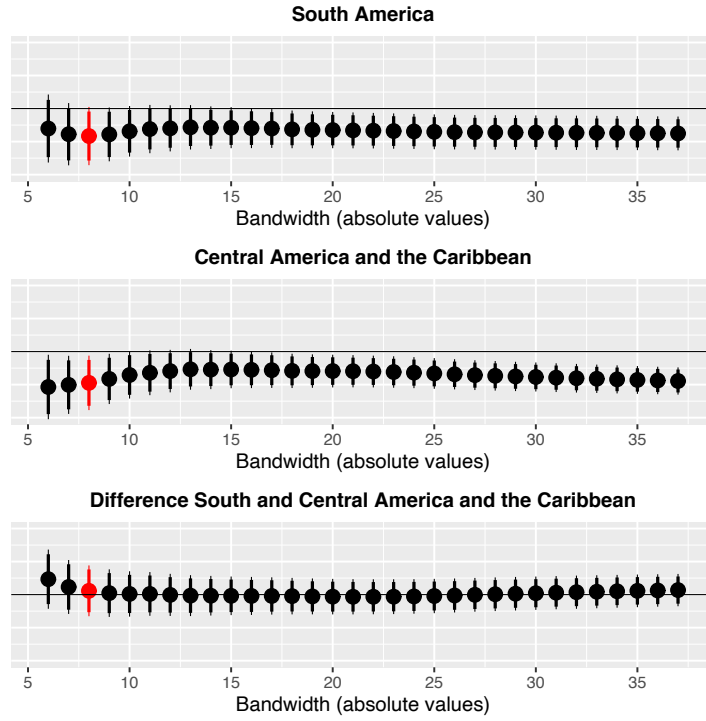 South America
5 10 15 20 25 30 35
Bandwidth (absolute values)
Central America and the Caribbean
5 10 15 20 25 30 35
Bandwidth (absolute values)
Difference South and Central America and the Caribbean
5 10 15 20 25 30 35
Bandwidth (absolute values)